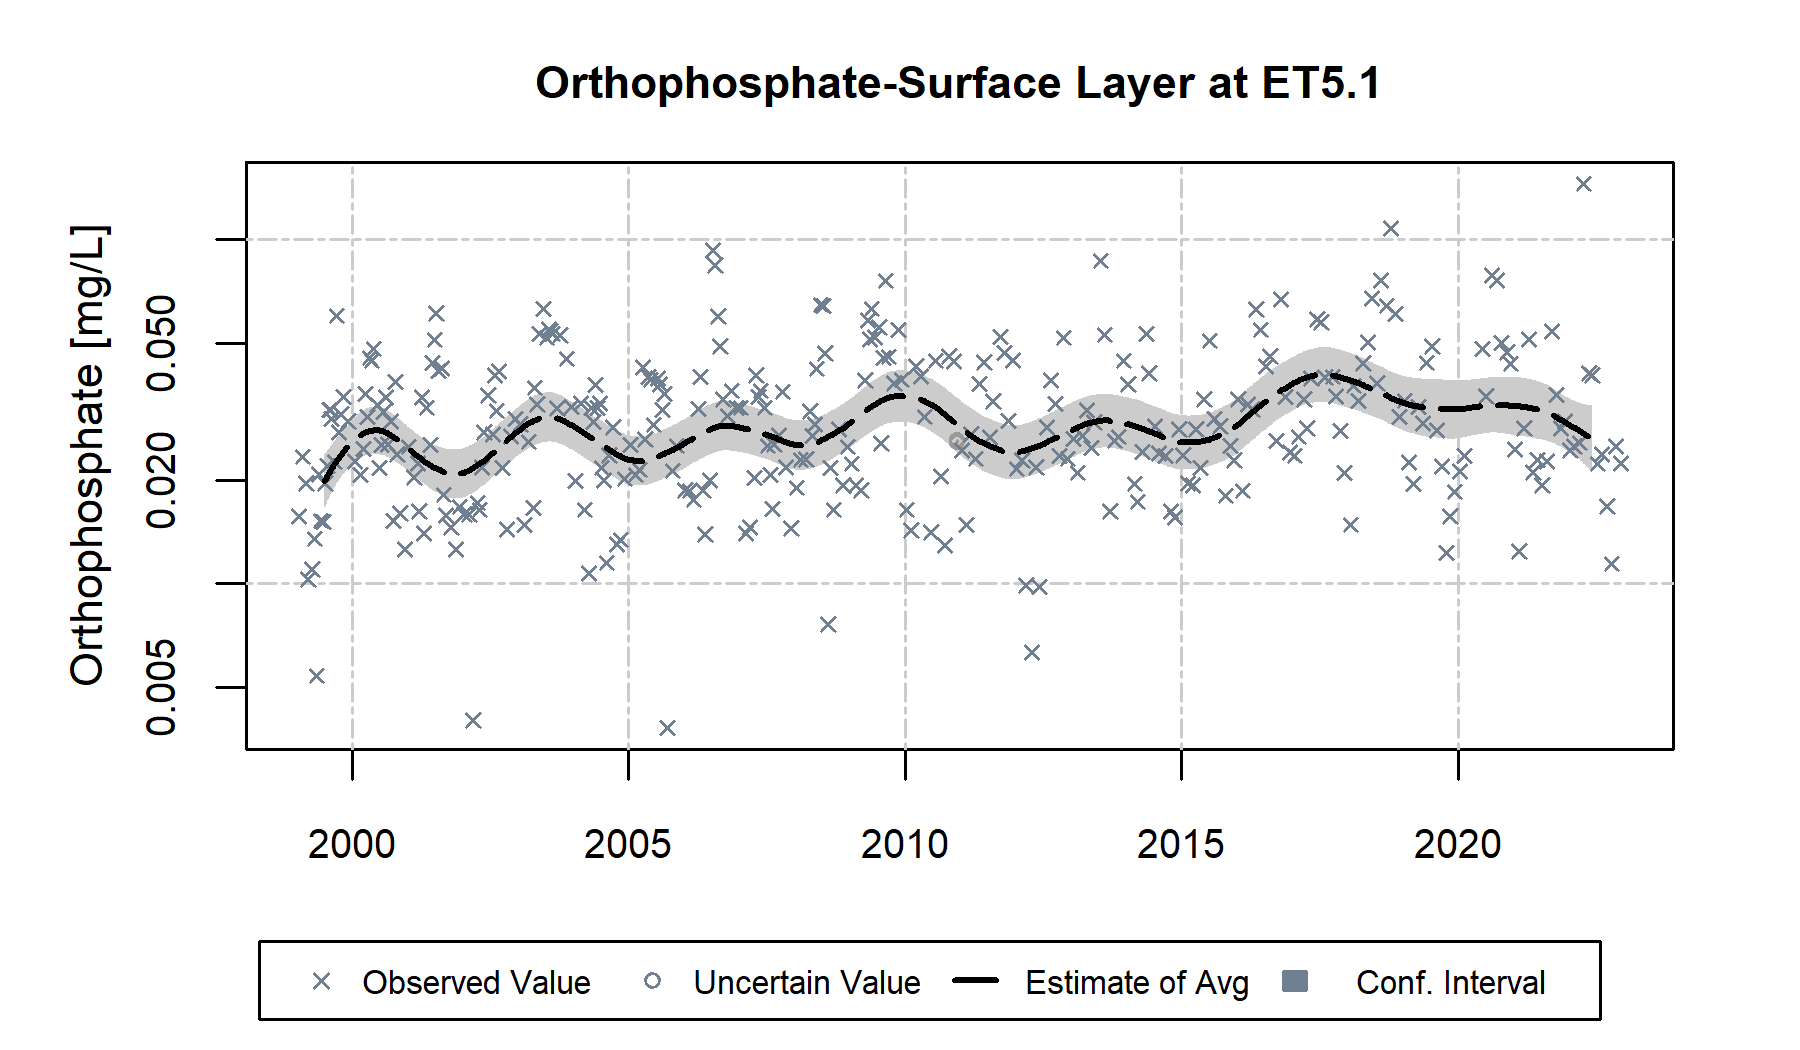 Orthophosphate-Surface Layer at ET5.1
Orthophosphate [mg/L]
0.050
0.020
0.005
2000 2005 2010 2015 2020
Observed Value Uncertain Value Estimate of Avg Conf. Interval